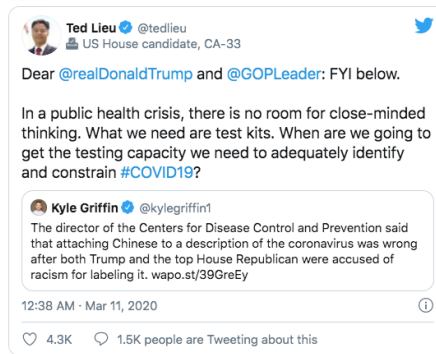 Ted Lieu @tedlieu
US House candidate, CA-33
Dear @realDonaldTrump and @GOPLeader: FYI below.
In a public health crisis, there is no room for close-minded
thinking. What we need are test kits. When are we going to
get the testing capacity we need to adequately identify
and constrain #COVID19?
Kyle Griffin @kylegriffin1
The director of the Centers for Disease Control and Prevention said
that attaching Chinese to a description of the coronavirus was wrong
after both Trump and the top House Republican were accused of
racism for labeling it. wapo.st/39GreEy
12:38 AM · Mar 11, 2020
4.3K 1.5K people are Tweeting about this